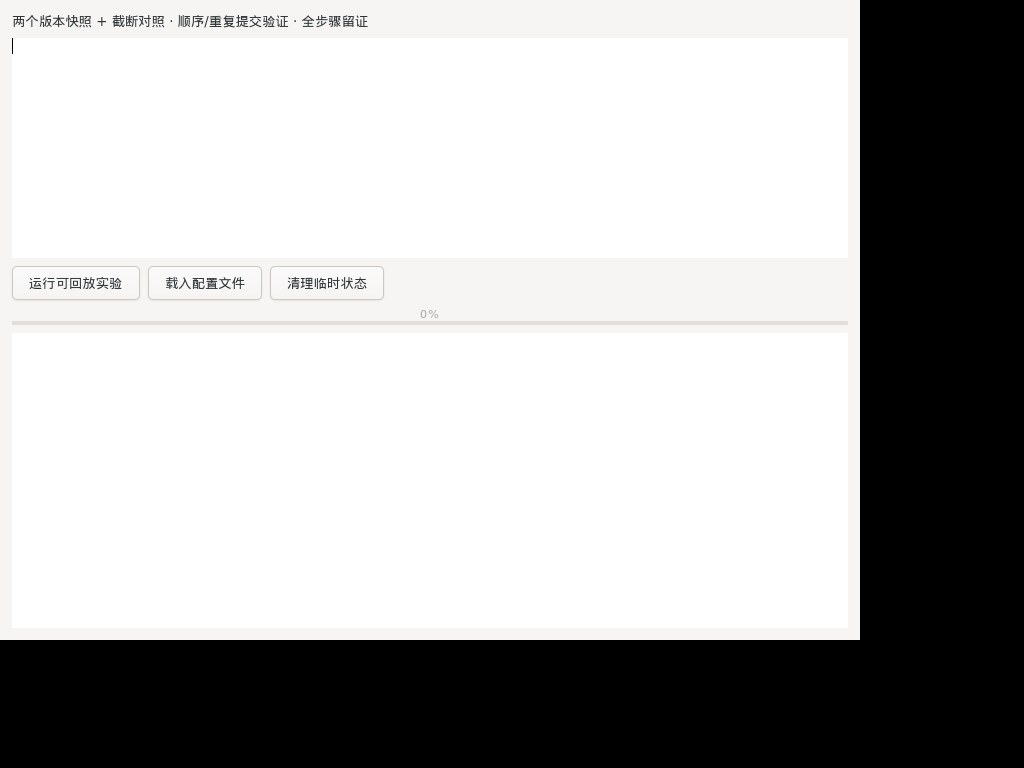 两个版本快照 + 截断对照 · 顺序/重复提交验证 · 全步骤留证
运行可回放实验 载入配置文件 清理临时状态
0%